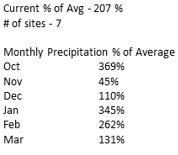 Current % of Avg - 207 %
# of sites - 7
Monthly Precipitation % of Average
Oct 369%
Nov 45%
Dec 110%
Jan 345%
Feb 262%
Mar 131%